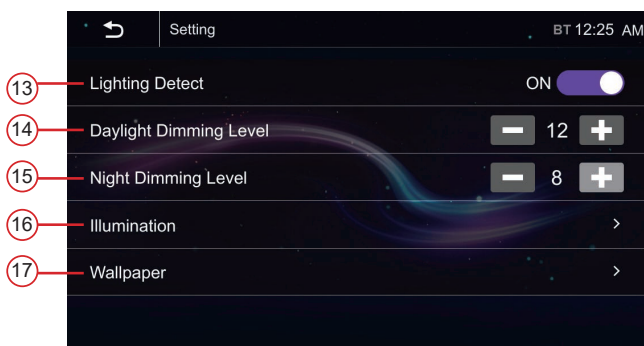 Setting BT 12:25 AM
13 Lighting Detect ON
14 Daylight Dimming Level 12
15 Night Dimming Level 8
16 Illumination
17 Wallpaper